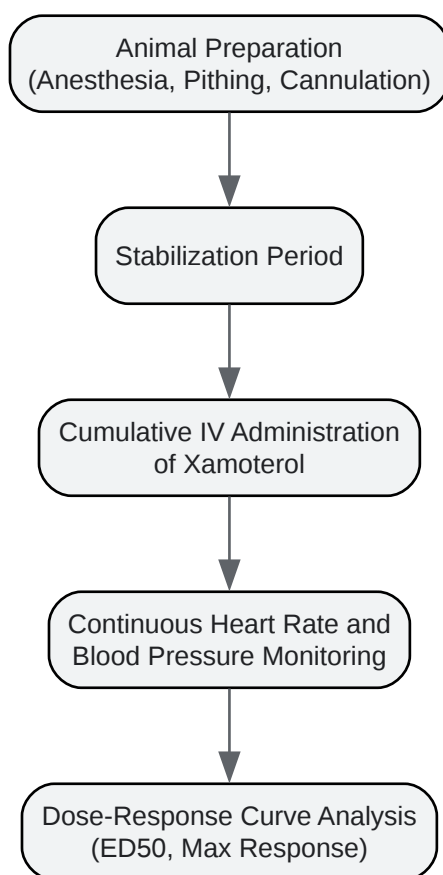 Animal Preparation
(Anesthesia, Pithing, Cannulation)
Stabilization Period
Cumulative IV Administration
of Xamoterol
Continuous Heart Rate and
Blood Pressure Monitoring
Dose-Response Curve Analysis
(ED50, Max Response)